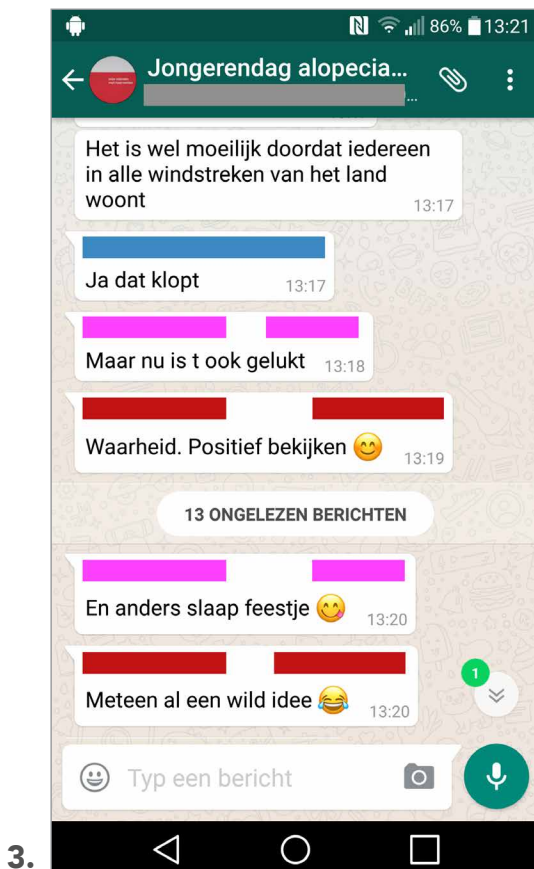 86% 13:21
Jongerendag alopecia...
...
Het is wel moeilijk doordat iedereen
in alle windstreken van het land
woont
13:17
Ja dat klopt
13:17
Maar nu is t ook gelukt 13:18
Waarheid. Positief bekijken 😊
13:19
13 ONGELEZEN BERICHTEN
En anders slaap feestje 😋
13:20
1
Meteen al een wild idee 😂
13:20
Typ een bericht
3.